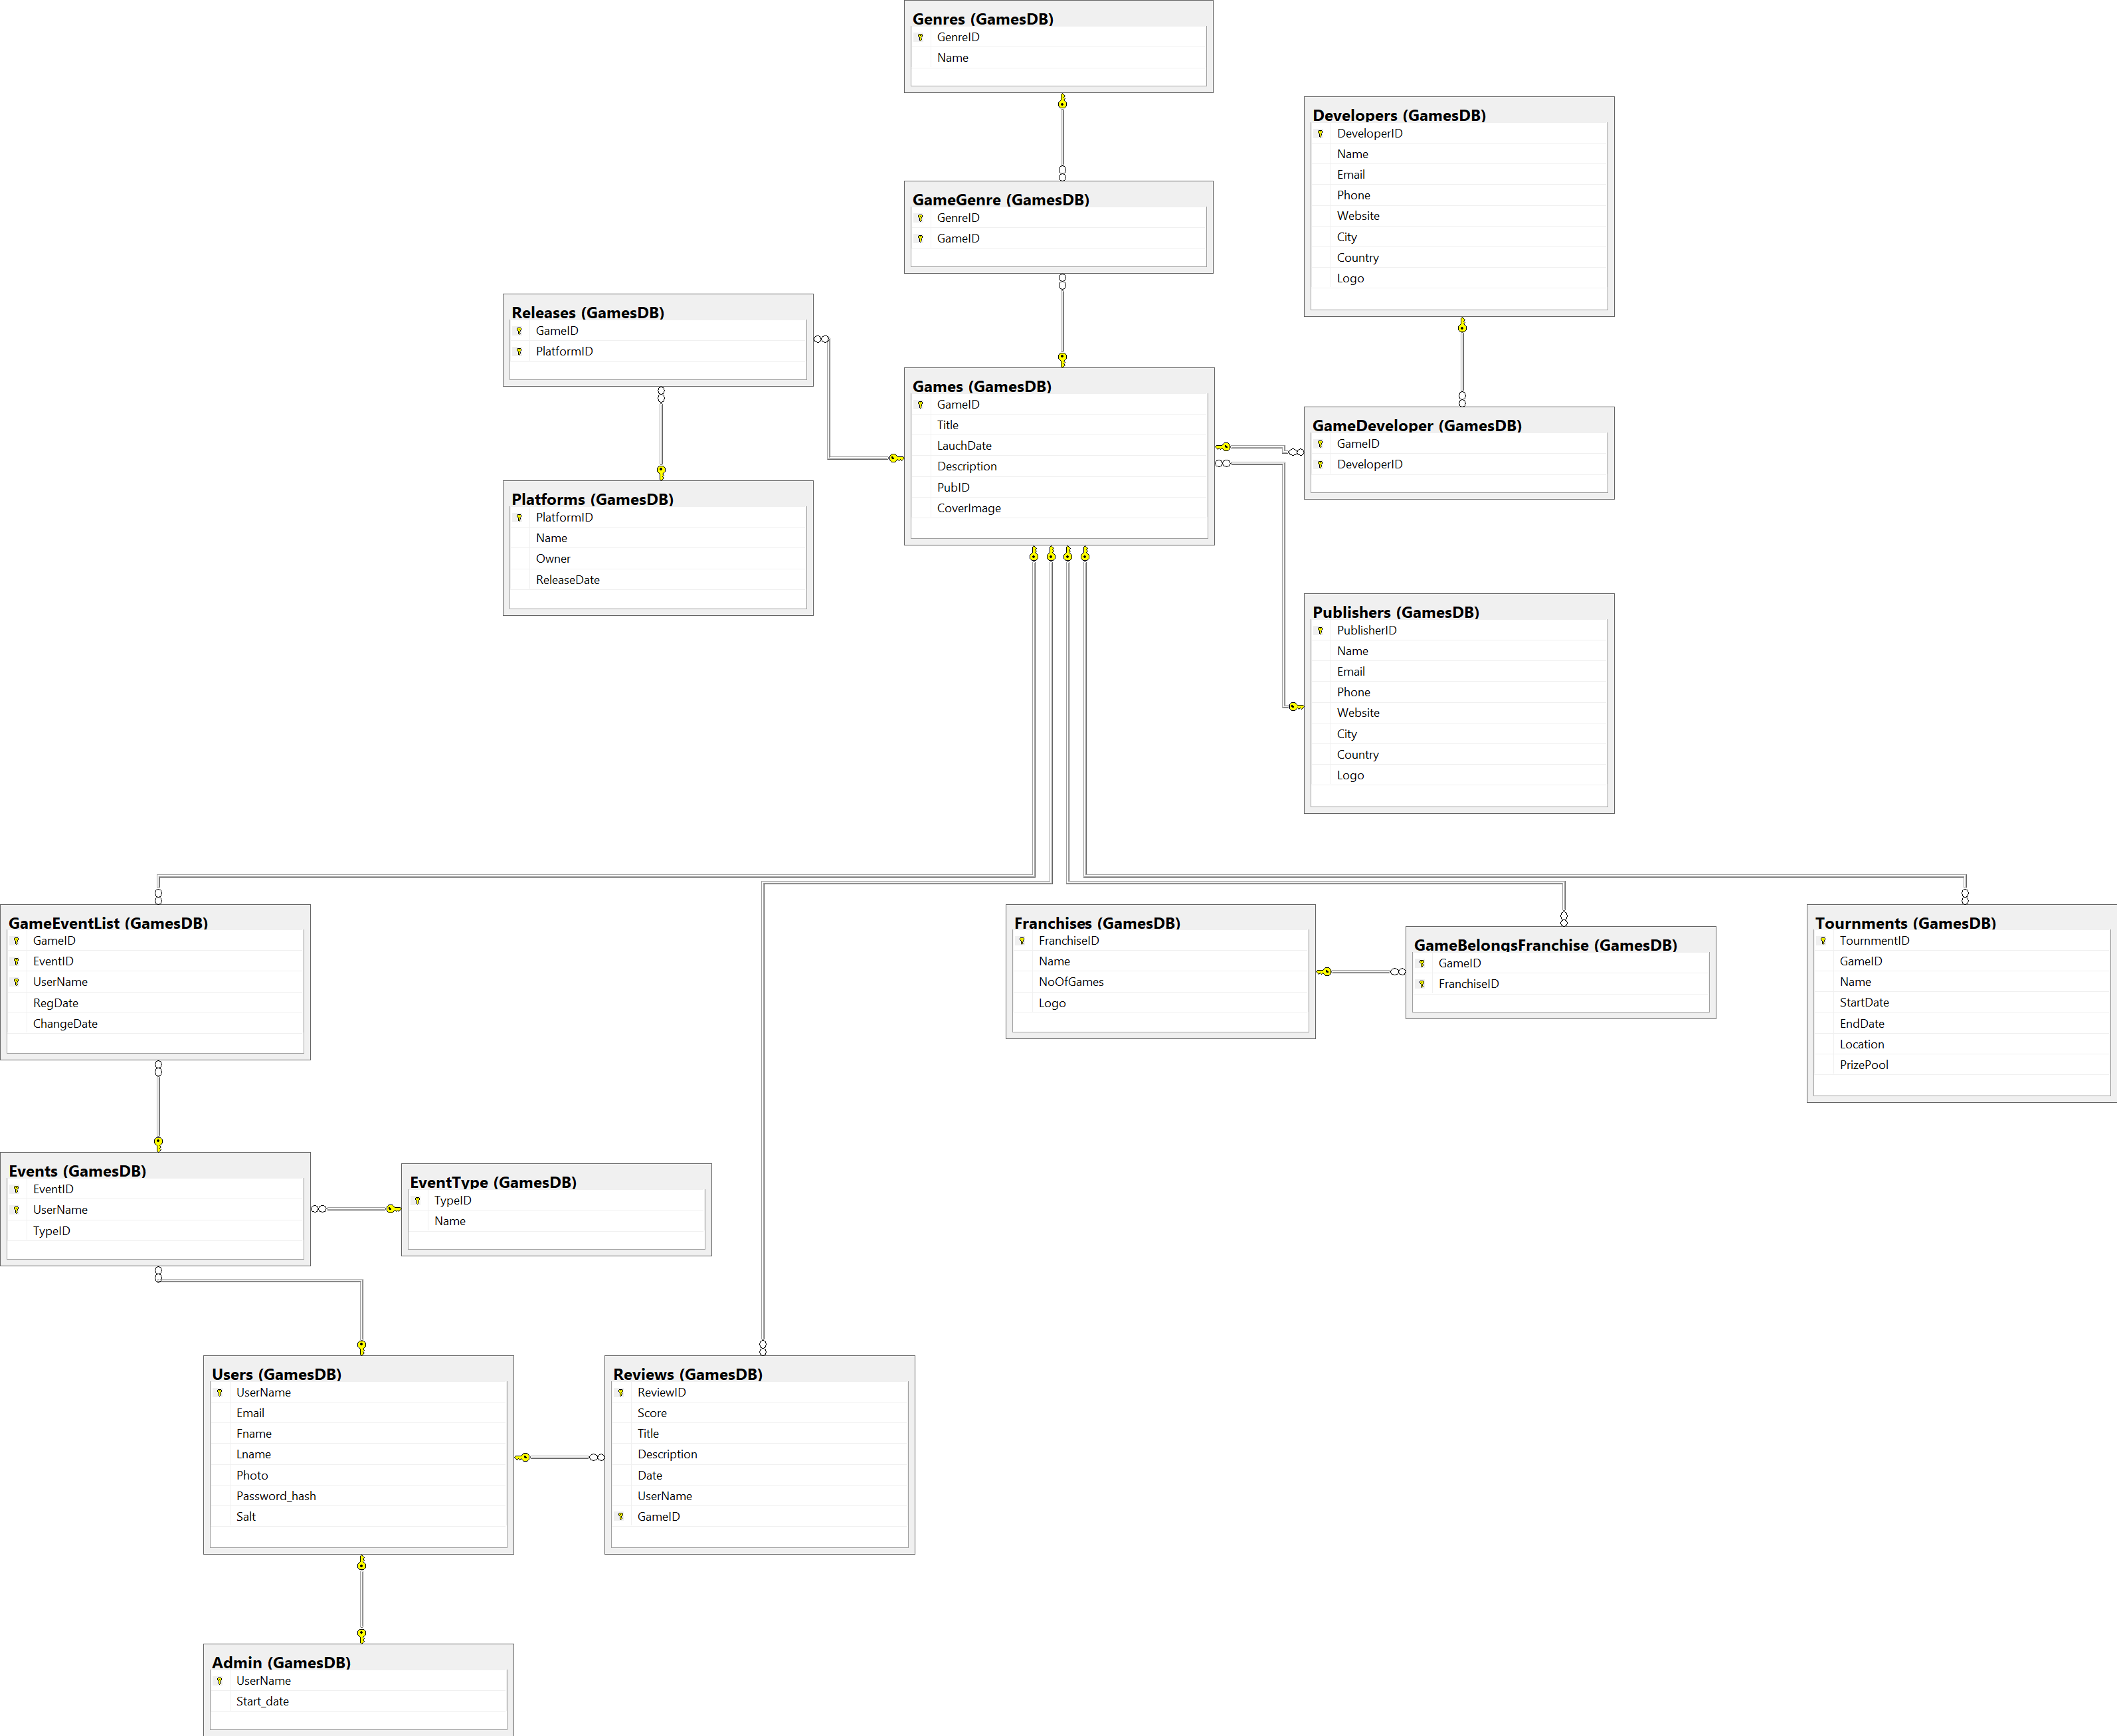 Genres (GamesDB)
GenreID
Name
Developers (GamesDB)
DeveloperID
Name
Email
Phone
Website
City
Country
Logo
GameGenre (GamesDB)
GenreID
GameID
Releases (GamesDB)
GameID
PlatformID
Games (GamesDB)
GameID
Title
LauchDate
Description
PubID
CoverImage
GameDeveloper (GamesDB)
GameID
DeveloperID
Platforms (GamesDB)
PlatformID
Name
Owner
ReleaseDate
Publishers (GamesDB)
PublisherID
Name
Email
Phone
Website
City
Country
Logo
GameEventList (GamesDB)
GameID
EventID
UserName
RegDate
ChangeDate
Franchises (GamesDB)
FranchiseID
Name
NoOfGames
Logo
GameBelongsFranchise (GamesDB)
GameID
FranchiseID
Tournments (GamesDB)
TournmentID
GameID
Name
StartDate
EndDate
Location
PrizePool
Events (GamesDB)
EventID
UserName
TypeID
EventType (GamesDB)
TypeID
Name
Users (GamesDB)
UserName
Email
Fname
Lname
Photo
Password_hash
Salt
Reviews (GamesDB)
ReviewID
Score
Title
Description
Date
UserName
GameID
Admin (GamesDB)
UserName
Start_date